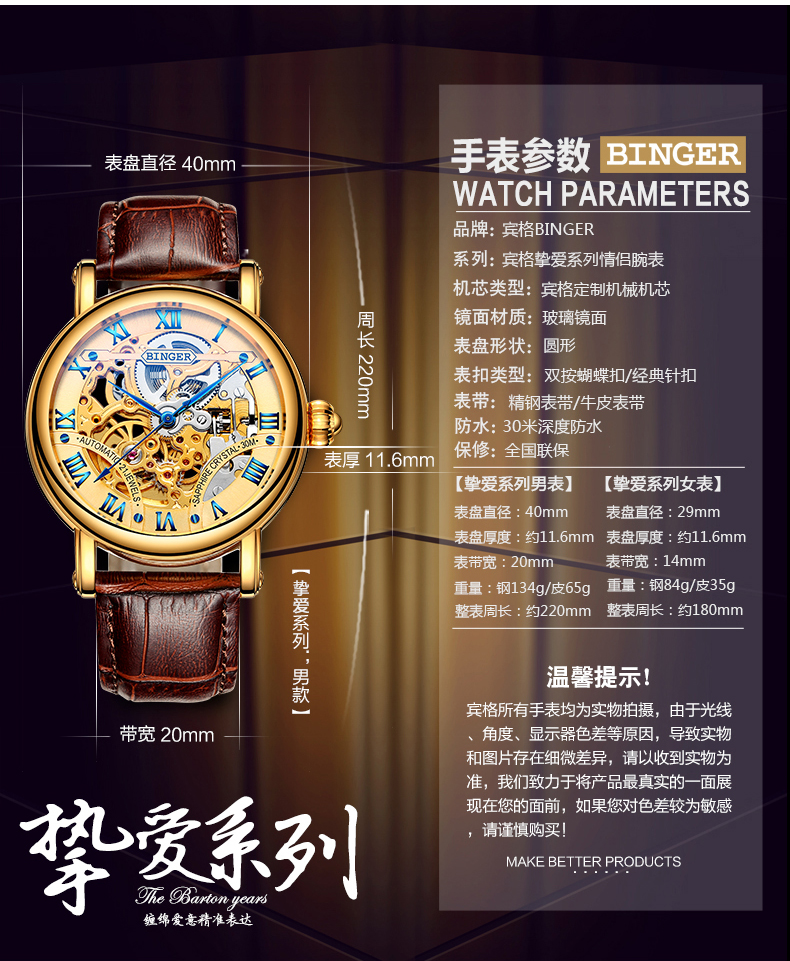 表盘直径 40mm
XII
I
II
III
IIII
V
VI
VII
VIII
IX
X
XI
BINGER
AUTOMATIC 21 JEWELS
SAPPHIRE CRYSTAL 30M
周长 220mm
表厚 11.6mm
【挚爱系列；男款】
带宽 20mm
挚爱系列
The Barton years
缠绵爱意精准表达
手表参数 BINGER
WATCH PARAMETERS
品牌: 宾格BINGER
系列: 宾格挚爱系列情侣腕表
机芯类型: 宾格定制机械机芯
镜面材质: 玻璃镜面
表盘形状: 圆形
表扣类型: 双按蝴蝶扣/经典针扣
表带: 精钢表带/牛皮表带
防水: 30米深度防水
保修: 全国联保
【挚爱系列男表】 【挚爱系列女表】
表盘直径：40mm 表盘直径：29mm
表盘厚度：约11.6mm 表盘厚度：约11.6mm
表带宽：20mm 表带宽：14mm
重量：钢134g/皮65g 重量：钢84g/皮35g
整表周长：约220mm 整表周长：约180mm
温馨提示!
宾格所有手表均为实物拍摄，由于光线
、角度、显示器色差等原因，导致实物
和图片存在细微差异，请以收到实物为
准，我们致力于将产品最真实的一面展
现在您的面前，如果您对色差较为敏感
，请谨慎购买!
MAKE BETTER PRODUCTS